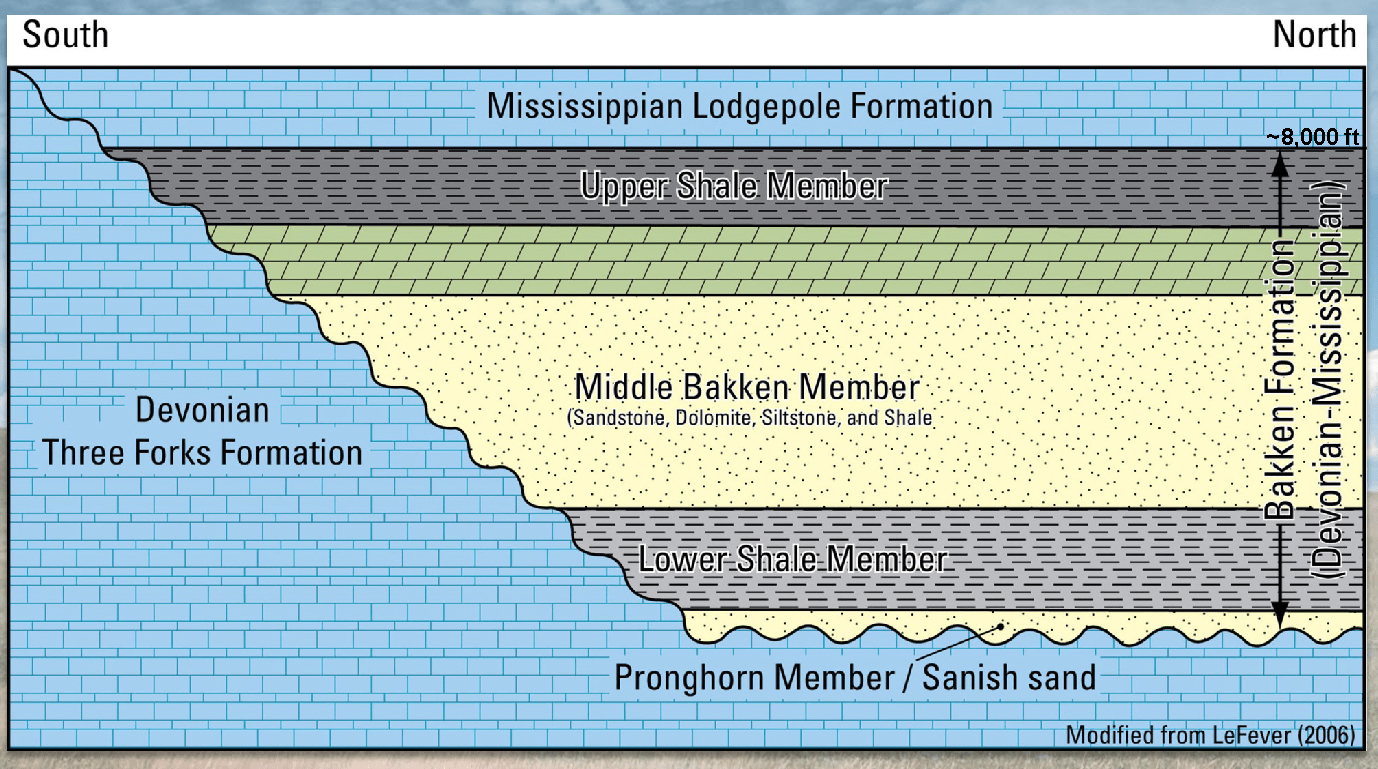 South
North
Mississippian Lodgepole Formation
~8,000 ft
Upper Shale Member
Middle Bakken Member
(Sandstone, Dolomite, Siltstone, and Shale
Devonian
Three Forks Formation
Bakken Formation
(Devonian-Mississippian)
Lower Shale Member
Pronghorn Member / Sanish sand
Modified from LeFever (2006)